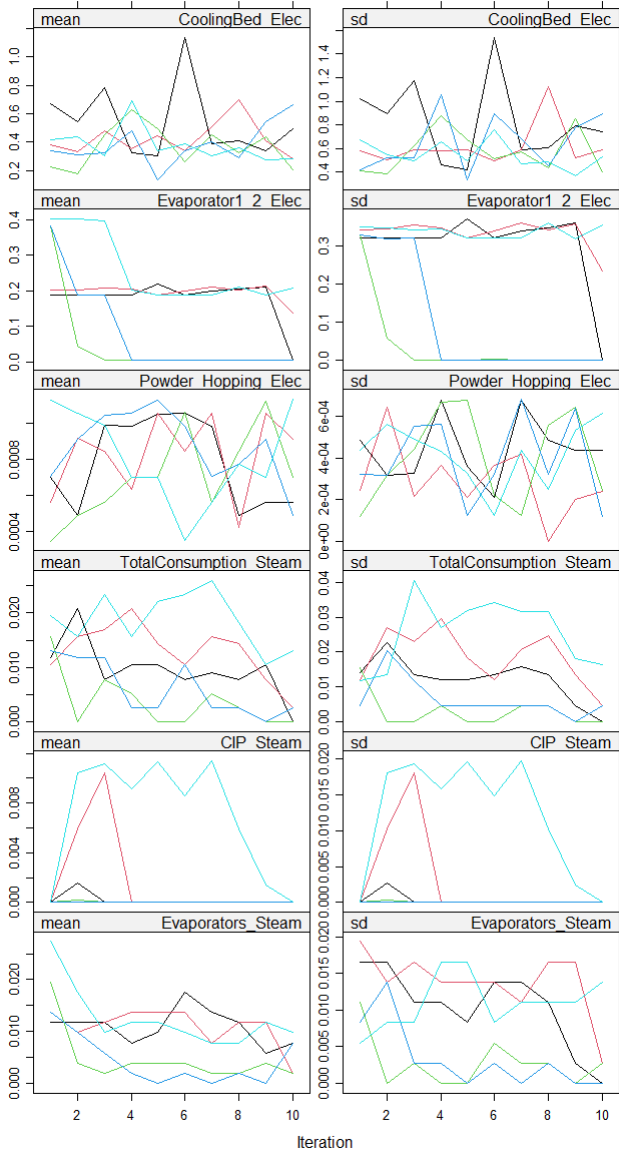 mean CoolingBed_Elec sd CoolingBed_Elec
0.2 0.4 0.6 0.8 1.0
0.4 0.6 0.8 1.0 1.2 1.4
mean Evaporator1_2_Elec sd Evaporator1_2_Elec
0.0 0.1 0.2 0.3 0.4
0.0 0.1 0.2 0.3
mean Powder_Hopping_Elec sd Powder_Hopping_Elec
0.0004 0.0008
0e+00 2e-04 4e-04 6e-04
mean TotalConsumption_Steam sd TotalConsumption_Steam
0.000 0.010 0.020
0.00 0.01 0.02 0.03 0.04
mean CIP_Steam sd CIP_Steam
0.000 0.004 0.008
0.000 0.005 0.010 0.015 0.020
mean Evaporators_Steam sd Evaporators_Steam
0.000 0.010 0.020
0.000 0.005 0.010 0.015 0.020
2 4 6 8 10 2 4 6 8 10
Iteration